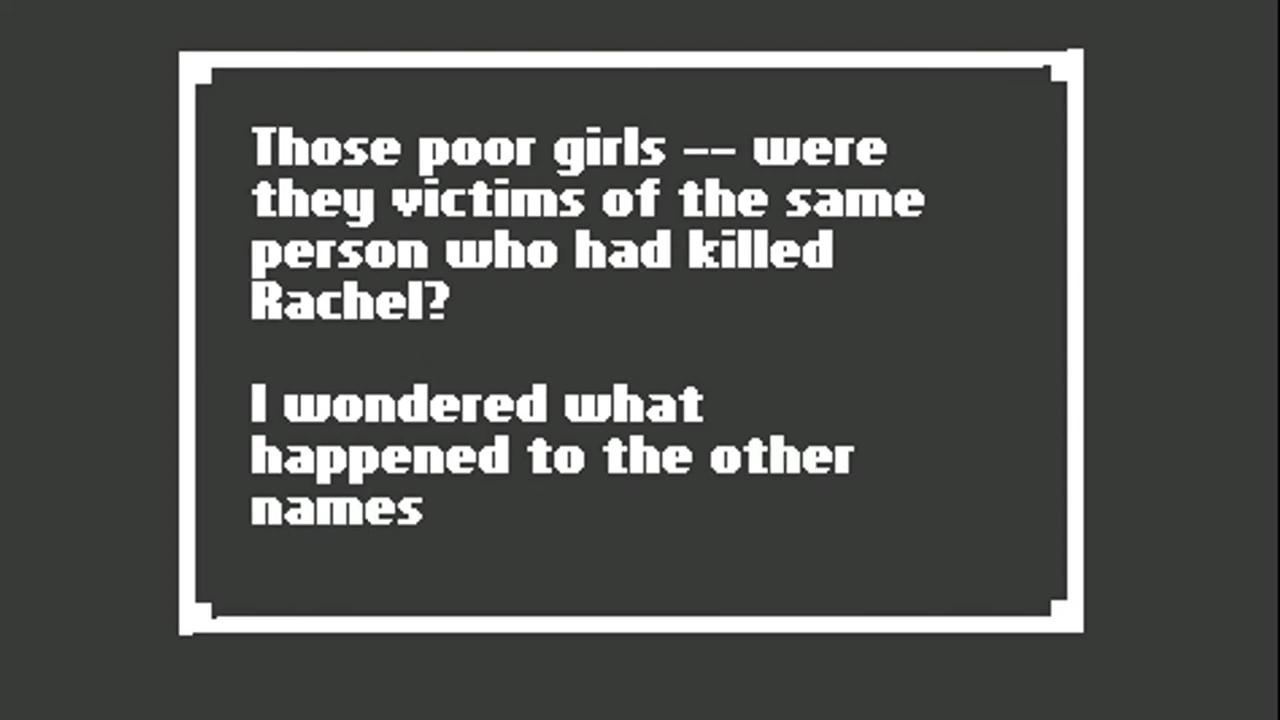 Those poor girls -- were
they victims of the same
person who had killed
Rachel?
I wondered what
happened to the other
names